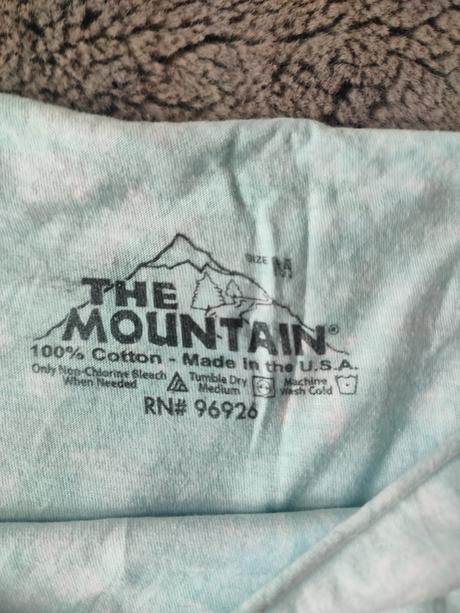 SIZE M
THE
MOUNTAIN®
100% Cotton - Made In the U.S.A.
Only Non-Chlorine Bleach When Needed
Tumble Dry Medium
Machine Wash Cold
RN# 96926